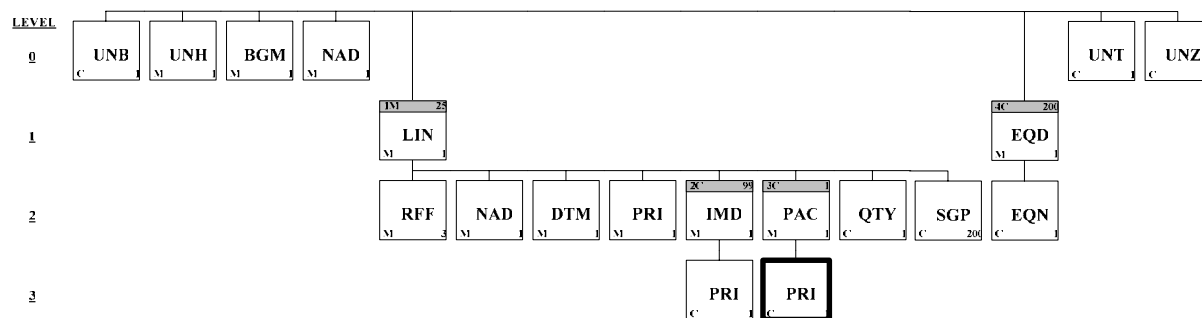 LEVEL
0
UNB
C 1
UNH
M 1
BGM
M 1
NAD
M 1
UNT
C 1
UNZ
C
1
1M 25
LIN
M 1
4C 200
EQD
M 1
2
RFF
M 3
NAD
M 1
DTM
M 1
PRI
M 1
2C 99
IMD
M 1
3C 1
PAC
M 1
QTY
C 1
SGP
C 200
EQN
C 1
3
PRI
C 1
PRI
C 1